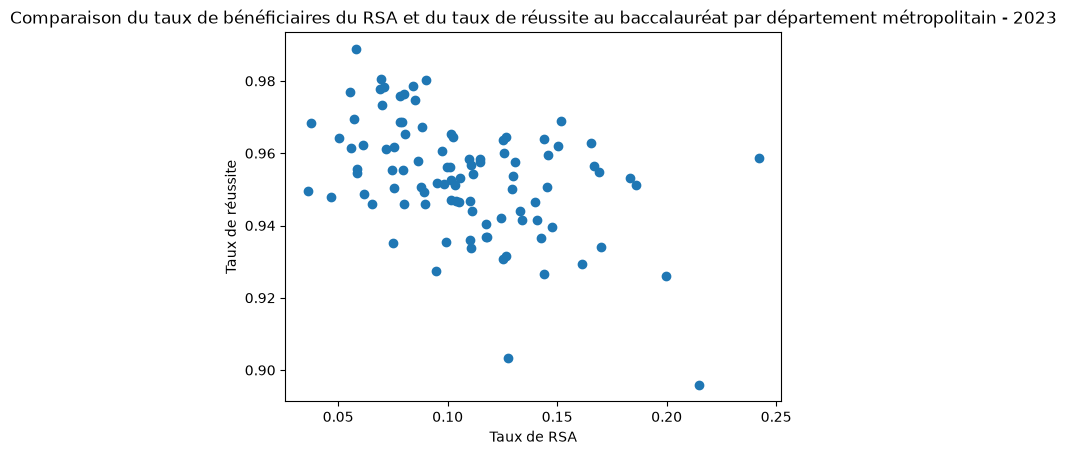 Comparaison du taux de bénéficiaires du RSA et du taux de réussite au baccalauréat par département métropolitain - 2023
0.98
0.96
0.94
0.92
0.90
Taux de réussite
0.05 0.10 0.15 0.20 0.25
Taux de RSA